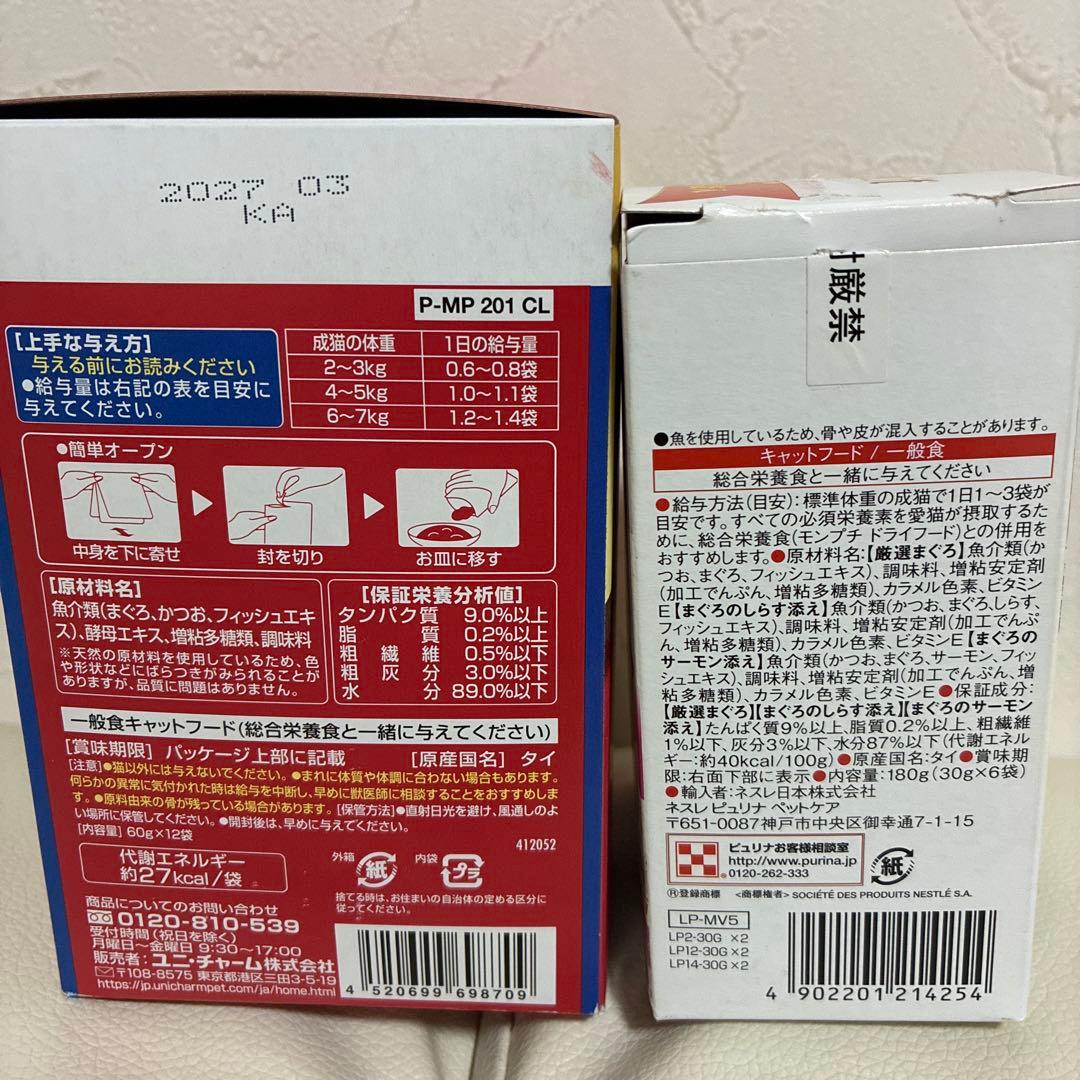 2027 03
KA
P-MP 201 CL
[上手な与え方]
与える前にお読みください
●給与量は右記の表を目安に
与えてください。
成猫の体重 1日の給与量
2〜3kg 0.6〜0.8袋
4〜5kg 1.0〜1.1袋
6〜7kg 1.2〜1.4袋
●簡単オープン
中身を下に寄せ 封を切り お皿に移す
[原材料名]
魚介類(まぐろ、かつお、フィッシュエキ
ス)、酵母エキス、増粘多糖類、調味料
※天然の原材料を使用しているため、色
や形状などにばらつきがみられることが
ありますが、品質に問題はありません。
[保証栄養分析値]
タンパク質 9.0%以上
脂質 0.2%以上
粗繊維 0.5%以下
粗灰分 3.0%以下
水分 89.0%以下
一般食キャットフード(総合栄養食と一緒に与えてください)
[賞味期限] パッケージ上部に記載 [原産国名] タイ
[注意]●猫以外には与えないでください。●まれに体質や体調に合わない場合もあります。
何らかの異常に気付かれた時は給与を中断し、早めに獣医師に相談することをおすすめしま
す。●原料由来の骨が残っている場合があります。[保管方法]●直射日光を避け、風通しのよ
い場所に保管してください。●開封後は、早めに与えてください。
[内容量] 60g×12袋
412052
代謝エネルギー
約27kcal/袋
外箱 紙 内袋 プラ
捨てる時は、お住まいの自治体の定める区分に
従ってください。
商品についてのお問い合わせ
0120-810-539
受付時間(祝日を除く)
月曜日〜金曜日 9:30〜17:00
販売者:ユニ・チャーム株式会社
〒108-8575 東京都港区三田3-5-19
https://jp.unicharmpet.com/ja/home.html
4 520699 698709
厳禁
●魚を使用しているため、骨や皮が混入することがあります。
キャットフード / 一般食
総合栄養食と一緒に与えてください
●給与方法(目安):標準体重の成猫で1日1〜3袋が
目安です。すべての必須栄養素を愛猫が摂取するた
めに、総合栄養食(モンプチ ドライフード)との併用を
おすすめします。●原材料名:【厳選まぐろ】魚介類(か
つお、まぐろ、フィッシュエキス)、調味料、増粘安定剤
(加工でんぷん、増粘多糖類)、カラメル色素、ビタミン
E【まぐろのしらす添え】魚介類(かつお、まぐろ、しらす、
フィッシュエキス)、調味料、増粘安定剤(加工でんぷ
ん、増粘多糖類)、カラメル色素、ビタミンE【まぐろの
サーモン添え】魚介類(かつお、まぐろ、サーモン、フィッ
シュエキス)、調味料、増粘安定剤(加工でんぷん、増
粘多糖類)、カラメル色素、ビタミンE●保証成分:
【厳選まぐろ】【まぐろのしらす添え】【まぐろのサーモン
添え】たんぱく質9%以上、脂質0.2%以上、粗繊維
1%以下、灰分3%以下、水分87%以下(代謝エネル
ギー:約40kcal/100g)●原産国名:タイ●賞味期
限:右面下部に表示●内容量:180g(30g×6袋)
●輸入者:ネスレ日本株式会社
ネスレ ピュリナ ペットケア
〒651-0087神戸市中央区御幸通7-1-15
ピュリナお客様相談室
http://www.purina.jp
0120-262-333
紙
Ⓡ登録商標 <商標権者> SOCIÉTÉ DES PRODUITS NESTLÉ S.A.
LP-MV5
LP2-30G ×2
LP12-30G ×2
LP14-30G ×2
4 902201 214254